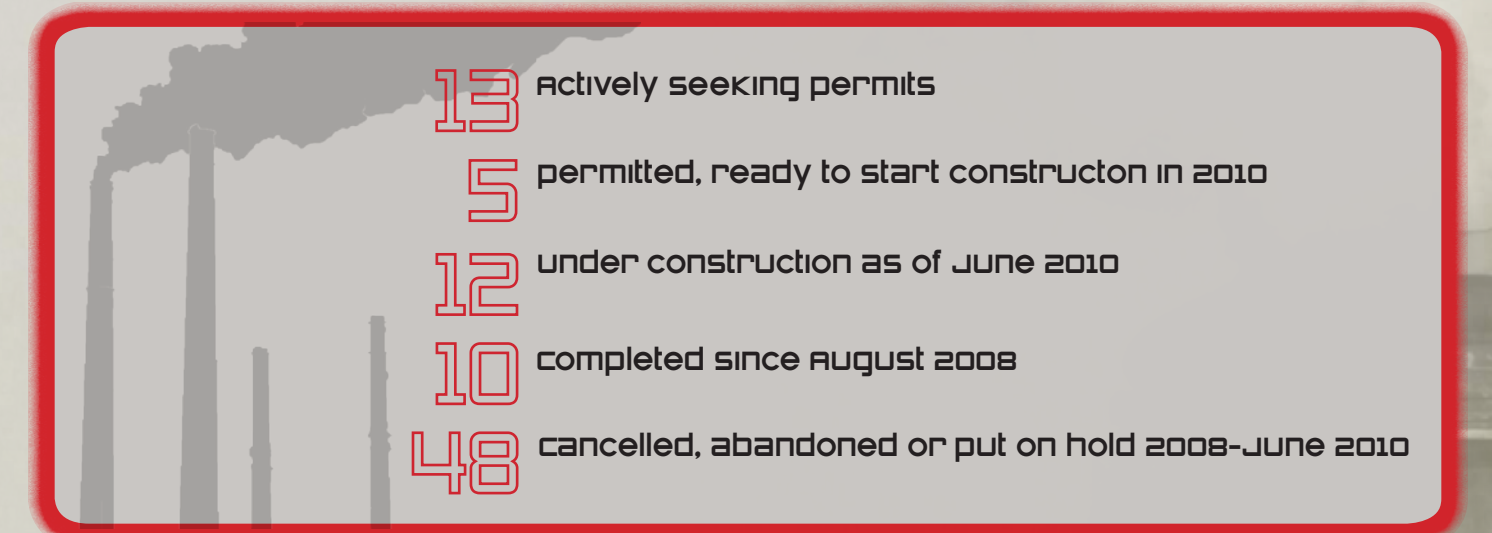 13 Actively seeking permits
5 permitted, ready to start constructon in 2010
12 under construction as of June 2010
10 completed since August 2008
48 cancelled, abandoned or put on hold 2008-June 2010